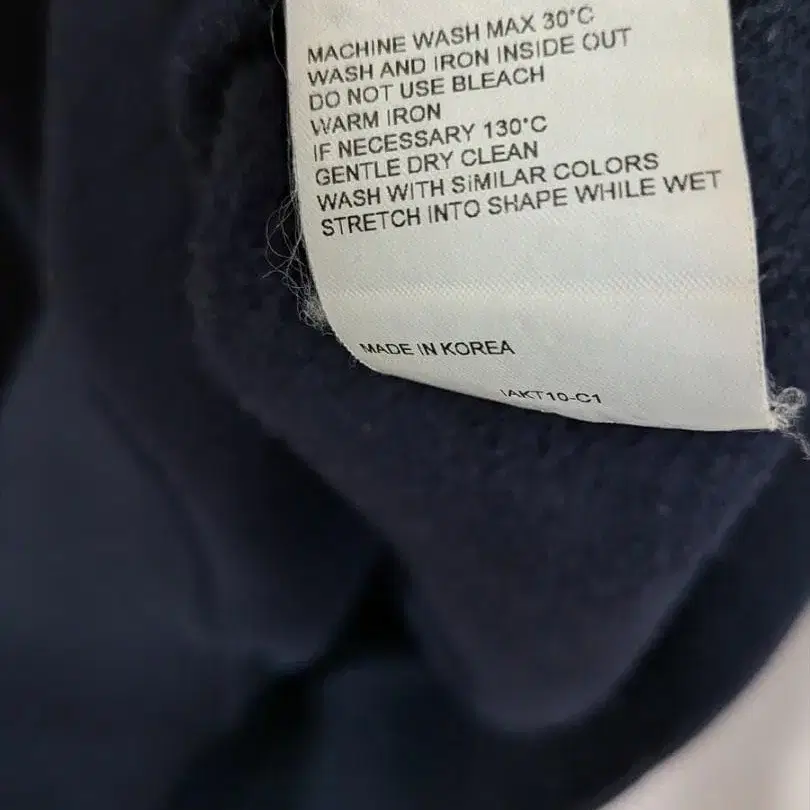 MACHINE WASH MAX 30°C
WASH AND IRON INSIDE OUT
DO NOT USE BLEACH
WARM IRON
IF NECESSARY 130°C
GENTLE DRY CLEAN
WASH WITH SiMILAR COLORS
STRETCH INTO SHAPE WHILE WET
MADE IN KOREA
IAKT10-C1